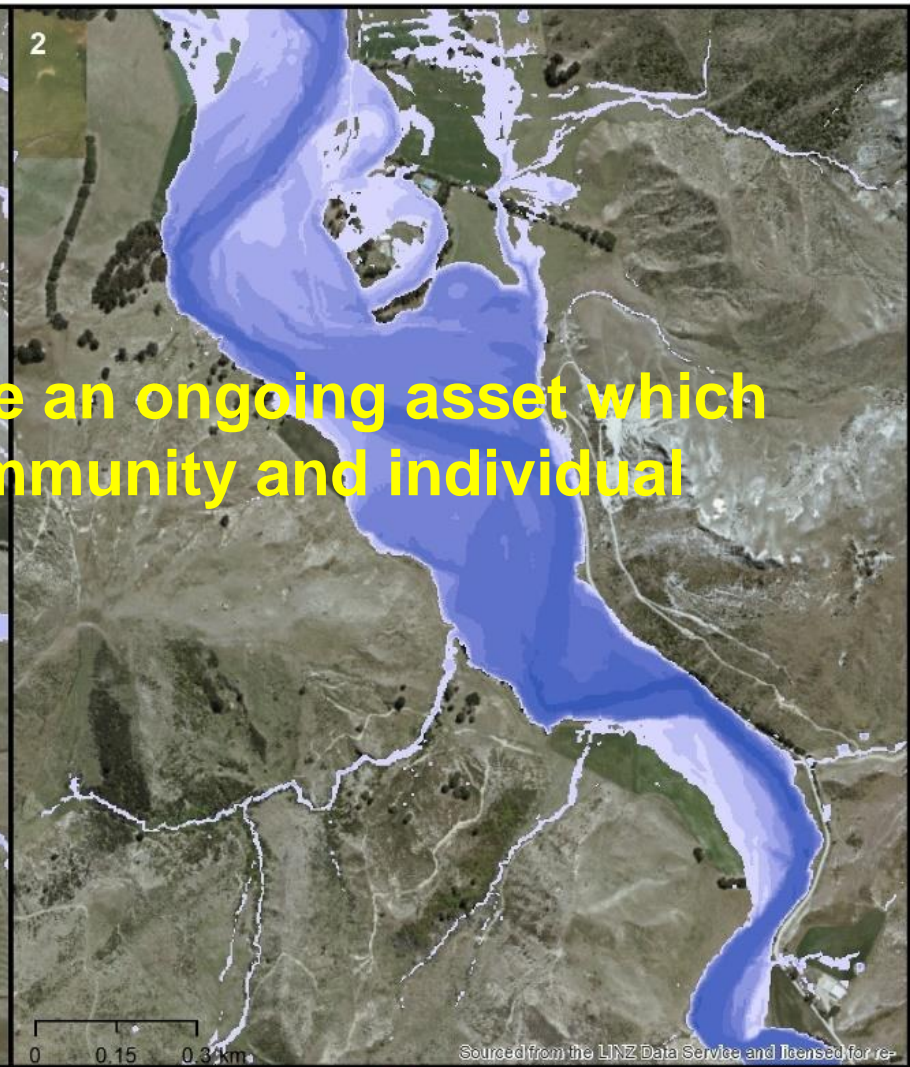 2
e an ongoing asset which
mmunity and individual
0 0.15 0.3 km
Sourced from the LINZ Data Service and licensed for re-